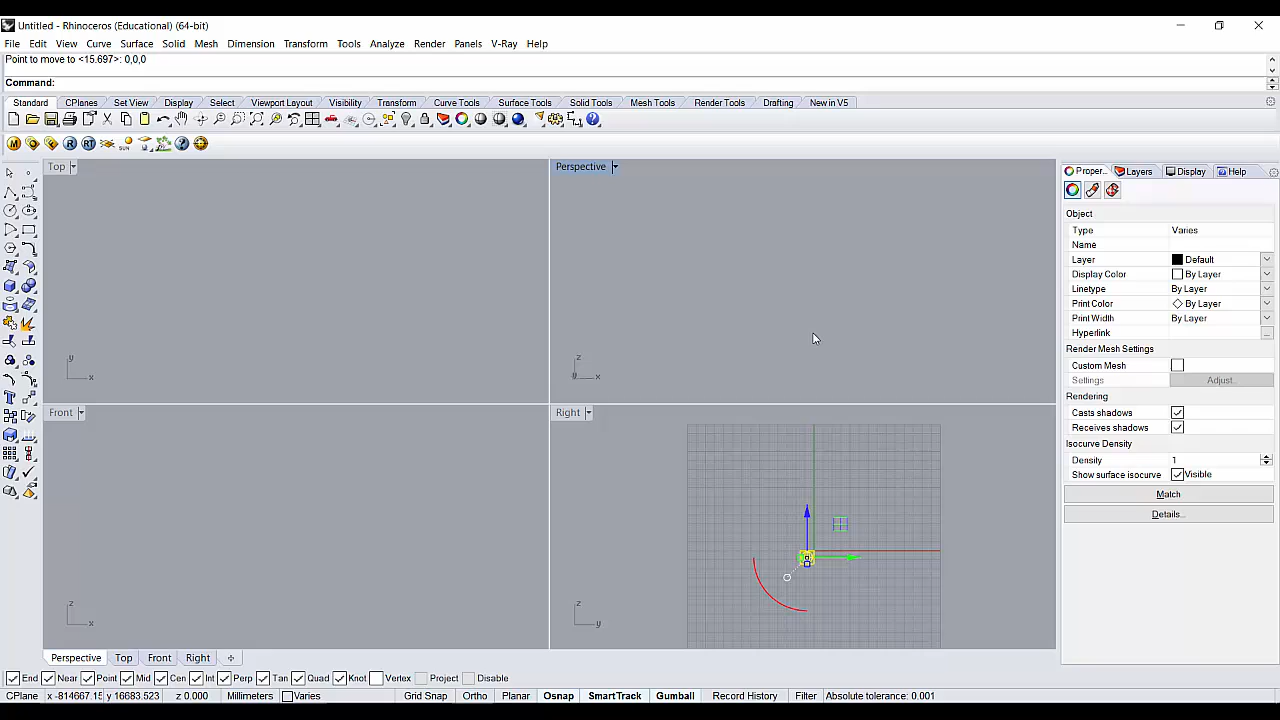 Untitled - Rhinoceros (Educational) (64-bit)
File Edit View Curve Surface Solid Mesh Dimension Transform Tools Analyze Render Panels V-Ray Help
Point to move to <15.697>: 0,0,0
Command:
Standard CPlanes Set View Display Select Viewport Layout Visibility Transform Curve Tools Surface Tools Solid Tools Mesh Tools Render Tools Drafting New in V5
M R RT SUN
Top Perspective
Proper... Layers Display Help
Object
Type Varies
Name
Layer Default
Display Color By Layer
Linetype By Layer
Print Color By Layer
Print Width By Layer
Hyperlink ...
Render Mesh Settings
Custom Mesh
Settings Adjust...
y x
z y x
Rendering
Casts shadows
Front Right
Receives shadows
Isocurve Density
Density 1
Show surface isocurve Visible
Match
Details...
z x
z y
Perspective Top Front Right
End Near Point Mid Cen Int Perp Tan Quad Knot Vertex Project Disable
CPlane x -814667.15 y 16683.523 z 0.000 Millimeters Varies Grid Snap Ortho Planar Osnap SmartTrack Gumball Record History Filter Absolute tolerance: 0.001